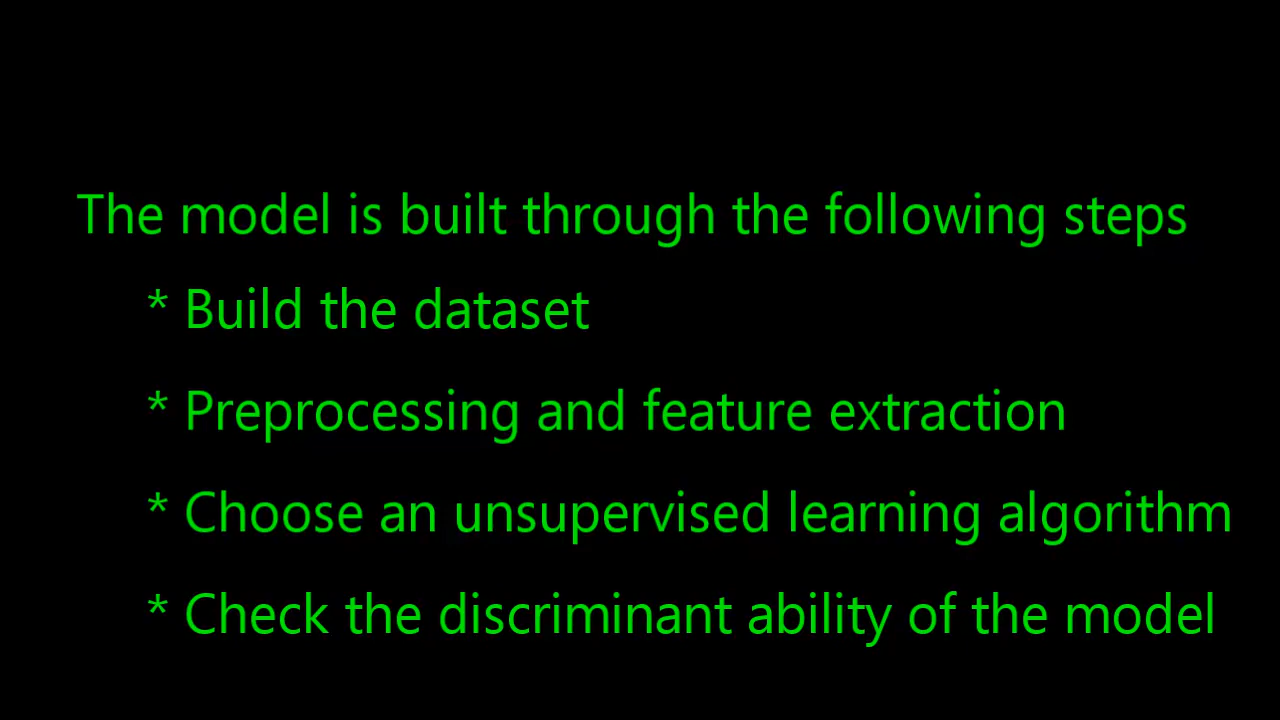 The model is built through the following steps
* Build the dataset
* Preprocessing and feature extraction
* Choose an unsupervised learning algorithm
* Check the discriminant ability of the model